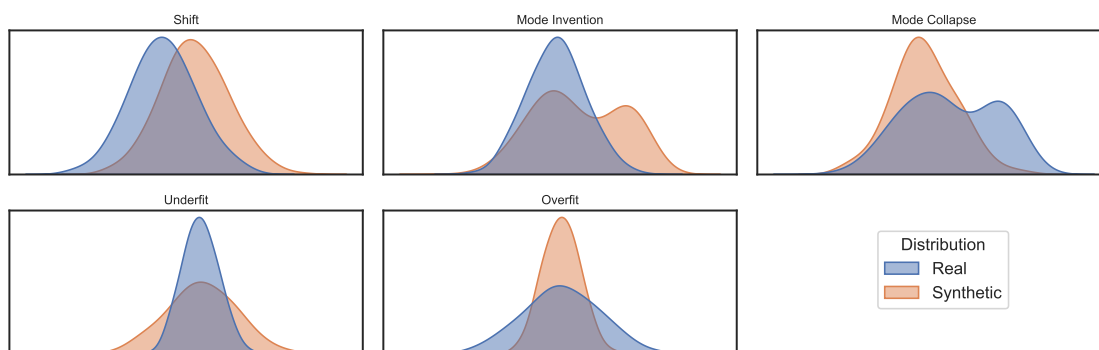 Shift
Mode Invention
Mode Collapse
Underfit
Overfit
Distribution
Real
Synthetic